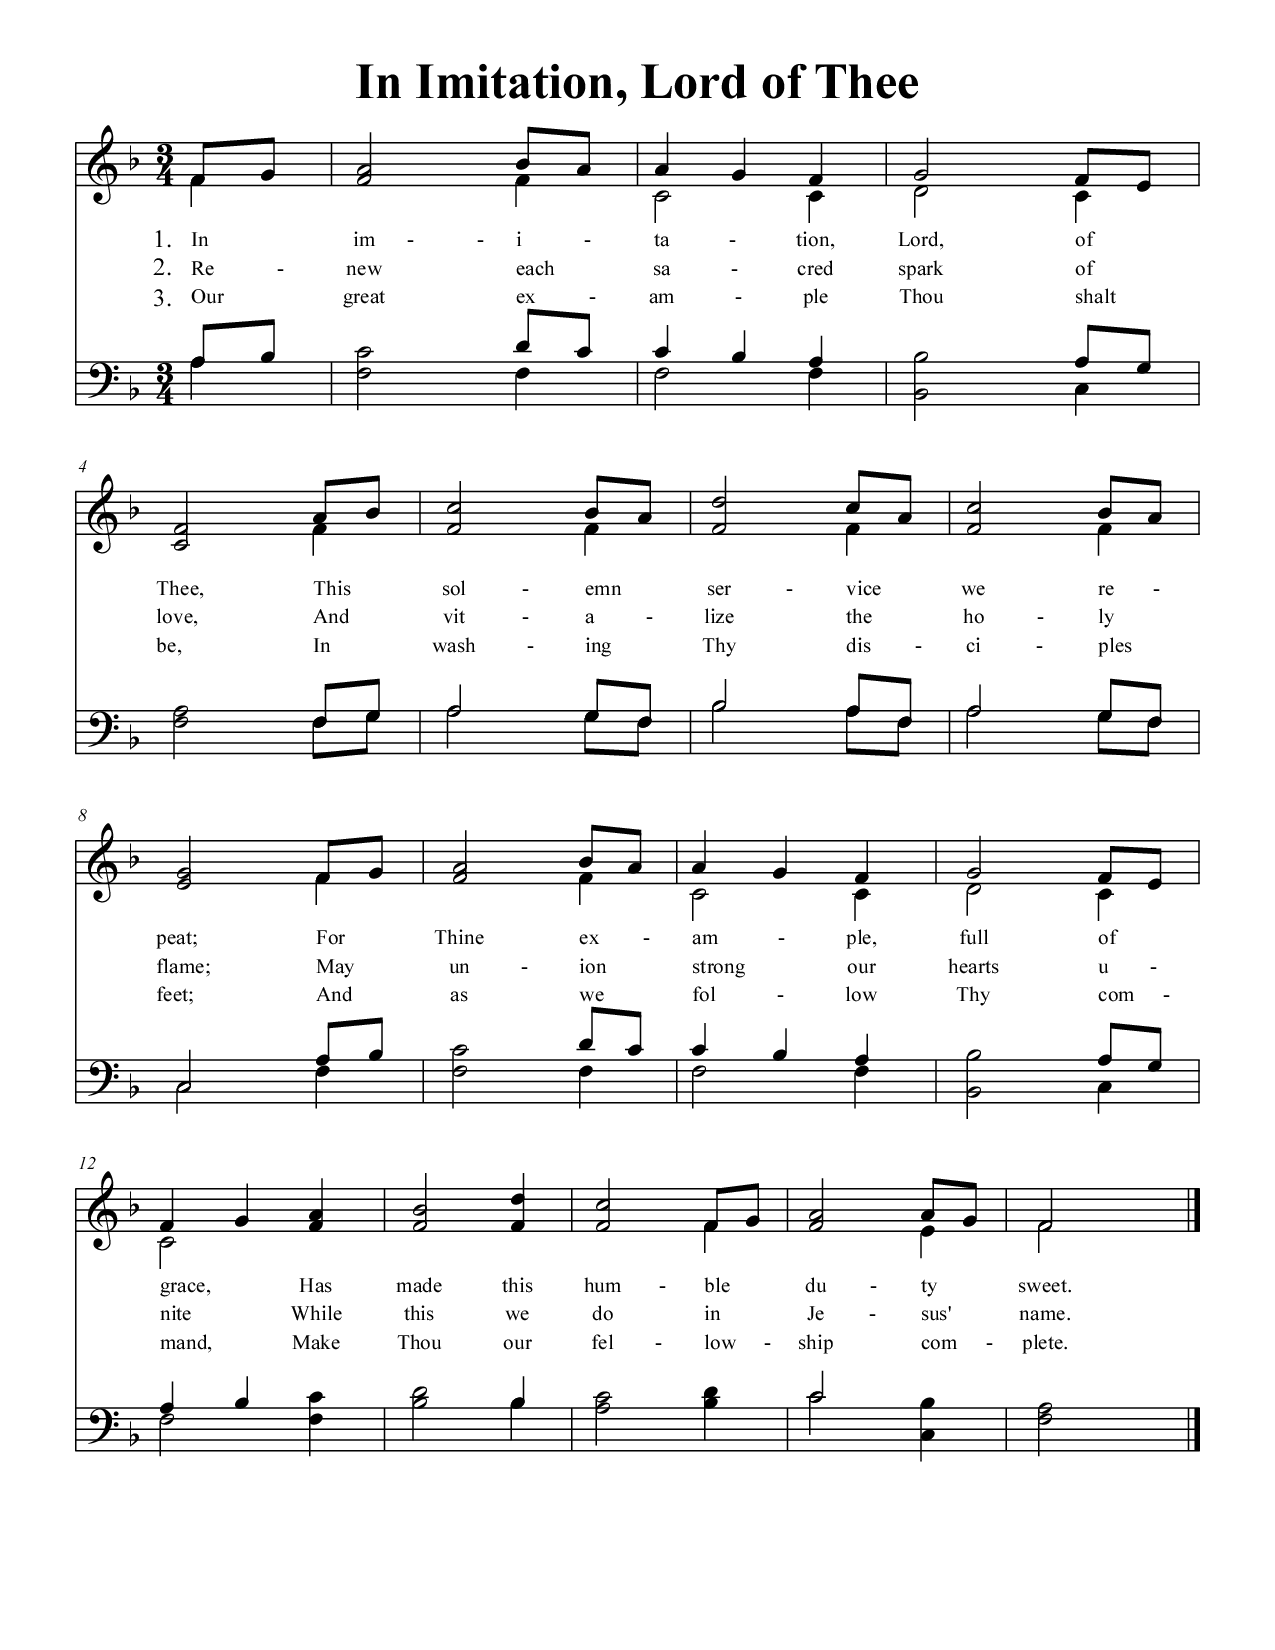 In Imitation, Lord of Thee
3
4
1. In im - - i - ta - tion, Lord, of
2. Re - new each sa - cred spark of
3. Our great ex - am - ple Thou shalt
3
4
4
Thee, This sol - emn ser - vice we re -
love, And vit - a - lize the ho - ly
be, In wash - ing Thy dis - ci - ples
8
peat; For Thine ex - am - ple, full of
flame; May un - ion strong our hearts u -
feet; And as we fol - low Thy com -
12
grace, Has made this hum - ble du - ty sweet.
nite While this we do in Je - sus' name.
mand, Make Thou our fel - low - ship com - plete.